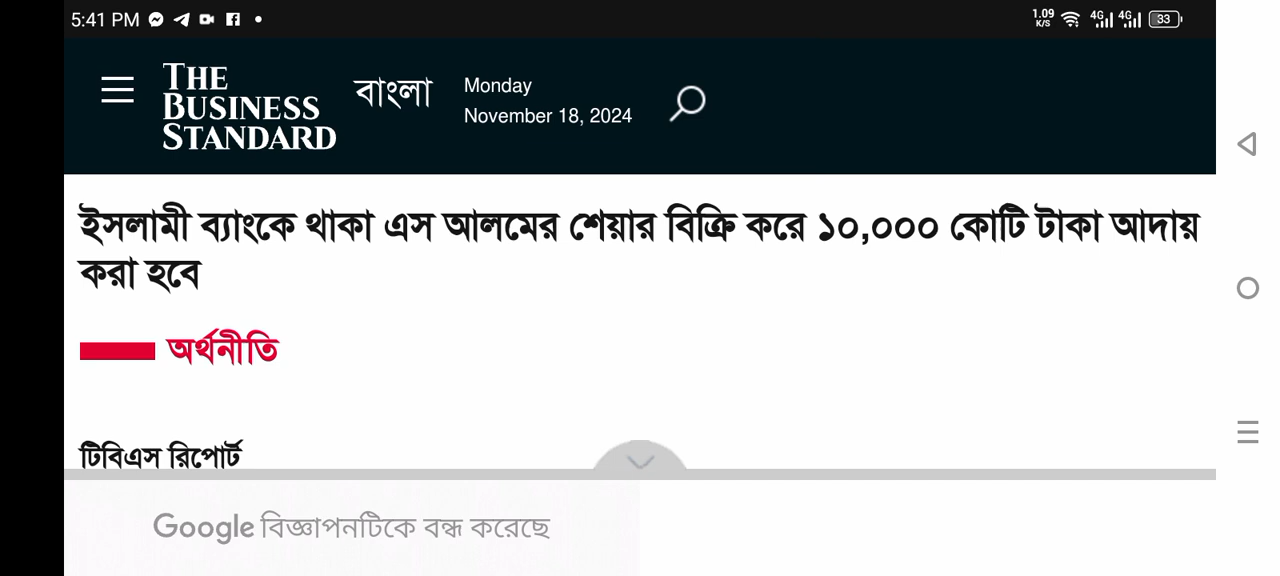 5:41 PM
1.09 K/S 4G 4G 33
THE
BUSINESS
STANDARD
বাংলা
Monday
November 18, 2024
ইসলামী ব্যাংকে থাকা এস আলমের শেয়ার বিক্রি করে ১০,০০০ কোটি টাকা আদায়
করা হবে
অর্থনীতি
টিবিএস রিপোর্ট
Google বিজ্ঞাপনটিকে বন্ধ করেছে